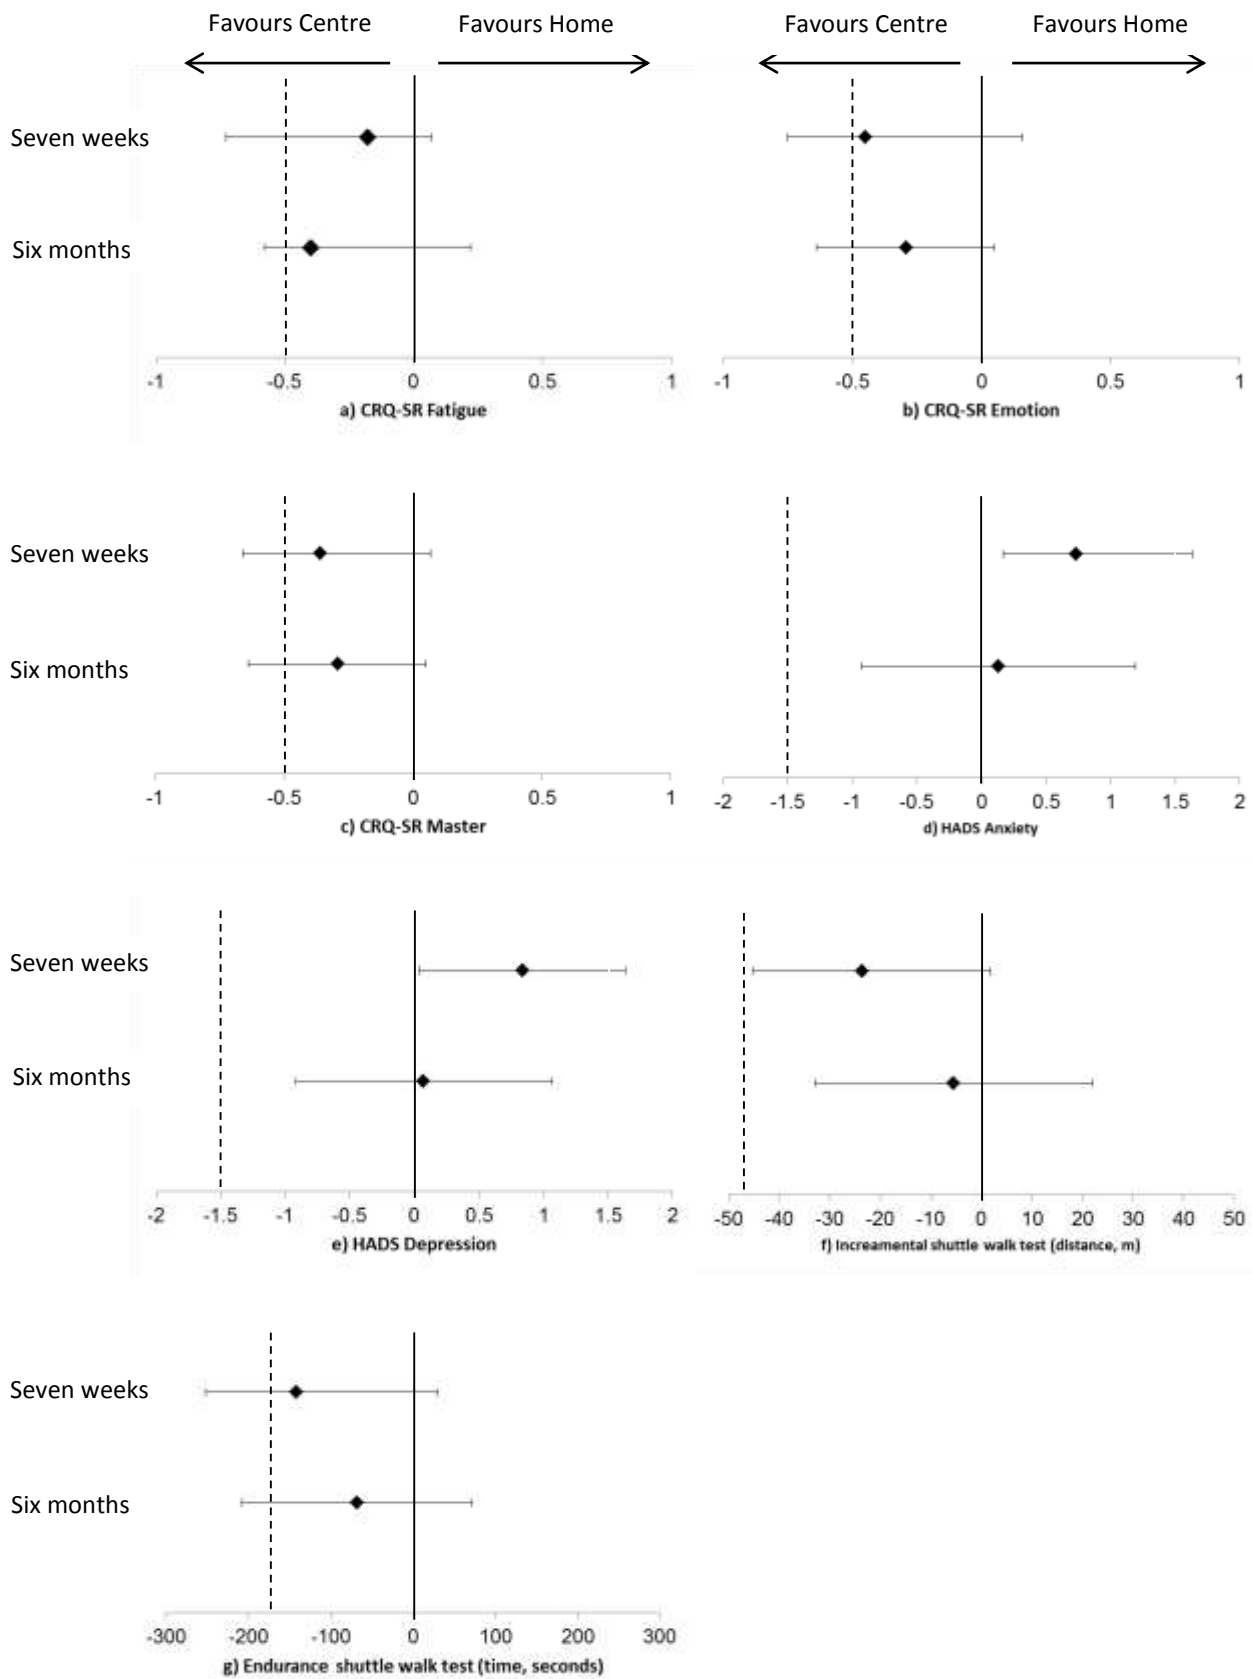 Favours Centre Favours Home Favours Centre Favours Home
Seven weeks
Six months
-1 -0.5 0 0.5 1 -1 -0.5 0 0.5 1
a) CRQ-SR Fatigue b) CRQ-SR Emotion
Seven weeks
Six months
-1 -0.5 0 0.5 1 -2 -1.5 -1 -0.5 0 0.5 1 1.5 2
c) CRQ-SR Master d) HADS Anxiety
Seven weeks
Six months
-2 -1.5 -1 -0.5 0 0.5 1 1.5 2 -50 -40 -30 -20 -10 0 10 20 30 40 50
e) HADS Depression f) Increamental shuttle walk test (distance, m)
Seven weeks
Six months
-300 -200 -100 0 100 200 300
g) Endurance shuttle walk test (time, seconds)